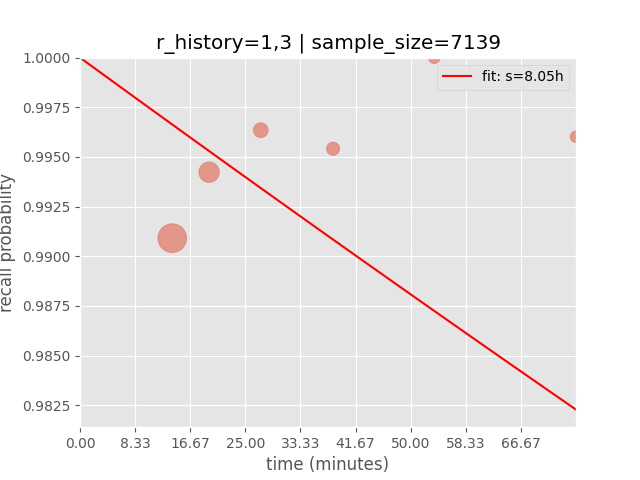 r_history=1,3 | sample_size=7139
fit: s=8.05h
recall probability
1.0000
0.9975
0.9950
0.9925
0.9900
0.9875
0.9850
0.9825
0.00 8.33 16.67 25.00 33.33 41.67 50.00 58.33 66.67
time (minutes)